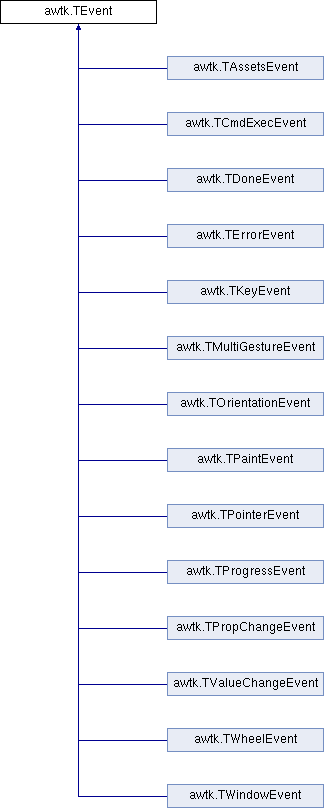 awtk.TEvent
awtk.TAssetsEvent
awtk.TCmdExecEvent
awtk.TDoneEvent
awtk.TErrorEvent
awtk.TKeyEvent
awtk.TMultiGestureEvent
awtk.TOrientationEvent
awtk.TPaintEvent
awtk.TPointerEvent
awtk.TProgressEvent
awtk.TPropChangeEvent
awtk.TValueChangeEvent
awtk.TWheelEvent
awtk.TWindowEvent